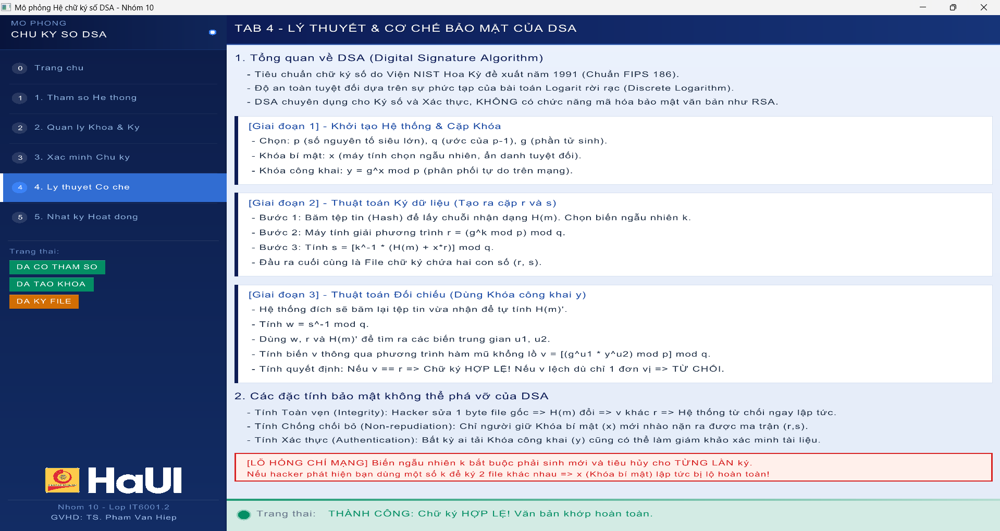 Mô phỏng Hệ chữ ký số DSA - Nhóm 10
MO PHONG
CHU KY SO DSA
0 Trang chu
1 1. Tham so He thong
2 2. Quan ly Khoa & Ky
3 3. Xac minh Chu ky
4 4. Ly thuyet Co che
5 5. Nhat ky Hoat dong
Trang thai:
DA CO THAM SO
DA TAO KHOA
DA KY FILE
HaUI
Nhom 10 - Lop IT6001.2
GVHD: TS. Pham Van Hiep
TAB 4 - LÝ THUYẾT & CƠ CHẾ BẢO MẬT CỦA DSA
1. Tổng quan về DSA (Digital Signature Algorithm)
- Tiêu chuẩn chữ ký số do Viện NIST Hoa Kỳ đề xuất năm 1991 (Chuẩn FIPS 186).
- Độ an toàn tuyệt đối dựa trên sự phức tạp của bài toán Logarit rời rạc (Discrete Logarithm).
- DSA chuyên dụng cho Ký số và Xác thực, KHÔNG có chức năng mã hóa bảo mật văn bản như RSA.
[Giai đoạn 1] - Khởi tạo Hệ thống & Cặp Khóa
- Chọn: p (số nguyên tố siêu lớn), q (ước của p-1), g (phần tử sinh).
- Khóa bí mật: x (máy tính chọn ngẫu nhiên, ẩn danh tuyệt đối).
- Khóa công khai: y = g^x mod p (phân phối tự do trên mạng).
[Giai đoạn 2] - Thuật toán Ký dữ liệu (Tạo ra cặp r và s)
- Bước 1: Băm tệp tin (Hash) để lấy chuỗi nhận dạng H(m). Chọn biến ngẫu nhiên k.
- Bước 2: Máy tính giải phương trình r = (g^k mod p) mod q.
- Bước 3: Tính s = [k^-1 * (H(m) + x*r)] mod q.
- Đầu ra cuối cùng là File chữ ký chứa hai con số (r, s).
[Giai đoạn 3] - Thuật toán Đối chiếu (Dùng Khóa công khai y)
- Hệ thống đích sẽ băm lại tệp tin vừa nhận để tự tính H(m)'.
- Tính w = s^-1 mod q.
- Dùng w, r và H(m)' để tìm ra các biến trung gian u1, u2.
- Tính biến v thông qua phương trình hàm mũ khổng lồ v = [(g^u1 * y^u2) mod p] mod q.
- Tính quyết định: Nếu v == r => Chữ ký HỢP LỆ! Nếu v lệch dù chỉ 1 đơn vị => TỪ CHỐI.
2. Các đặc tính bảo mật không thể phá vỡ của DSA
- Tính Toàn vẹn (Integrity): Hacker sửa 1 byte file gốc => H(m) đổi => v khác r => Hệ thống từ chối ngay lập tức.
- Tính Chống chối bỏ (Non-repudiation): Chỉ người giữ Khóa bí mật (x) mới nhào nặn ra được ma trận (r,s).
- Tính Xác thực (Authentication): Bất kỳ ai tải Khóa công khai (y) cũng có thể làm giám khảo xác minh tài liệu.
[LỖ HỎNG CHÍ MẠNG] Biến ngẫu nhiên k bắt buộc phải sinh mới và tiêu hủy cho TỪNG LẦN ký.
Nếu hacker phát hiện bạn dùng một số k để ký 2 file khác nhau => x (Khóa bí mật) lập tức bị lộ hoàn toàn!
Trang thai: THÀNH CÔNG: Chữ ký HỢP LỆ! Văn bản khớp hoàn toàn.